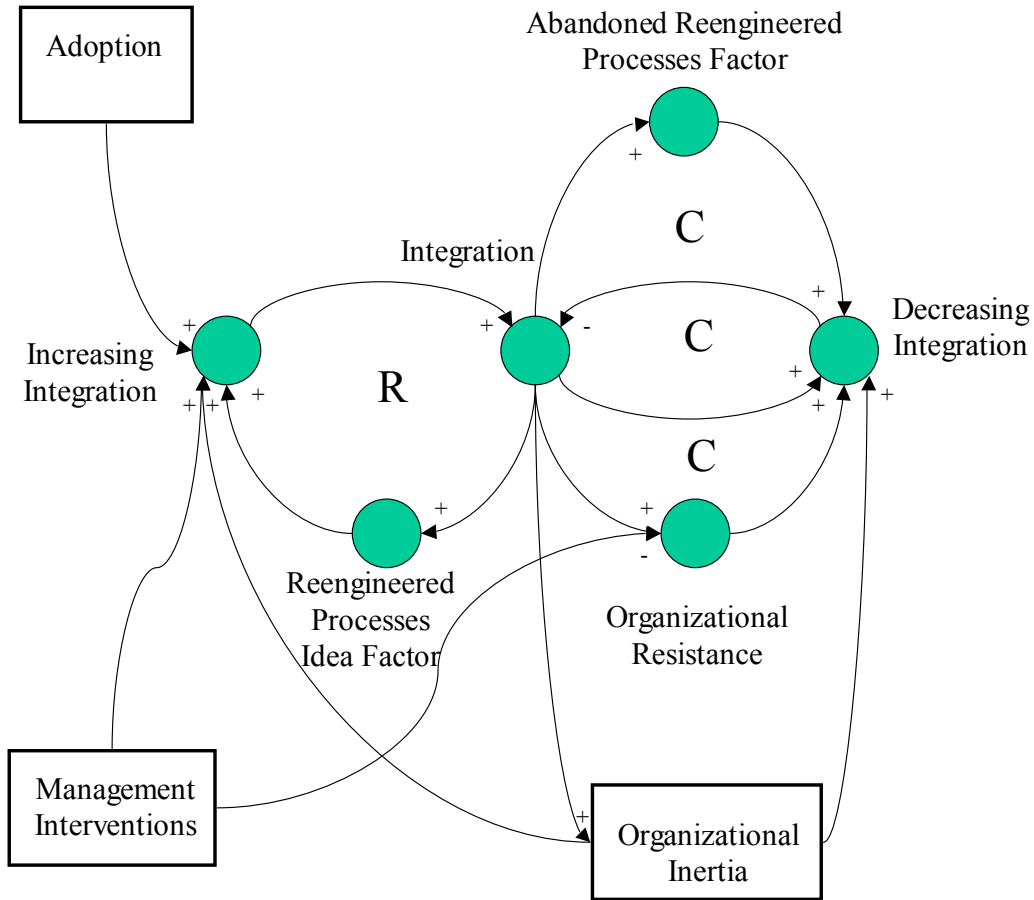 Adoption
Abandoned Reengineered
Processes Factor
+
C
Integration
+
+
+
-
C
Decreasing
Integration
Increasing
Integration
R
+
+
+
+
+
+
C
+
+
-
Reengineered
Processes
Idea Factor
Organizational
Resistance
Management
Interventions
+
Organizational
Inertia